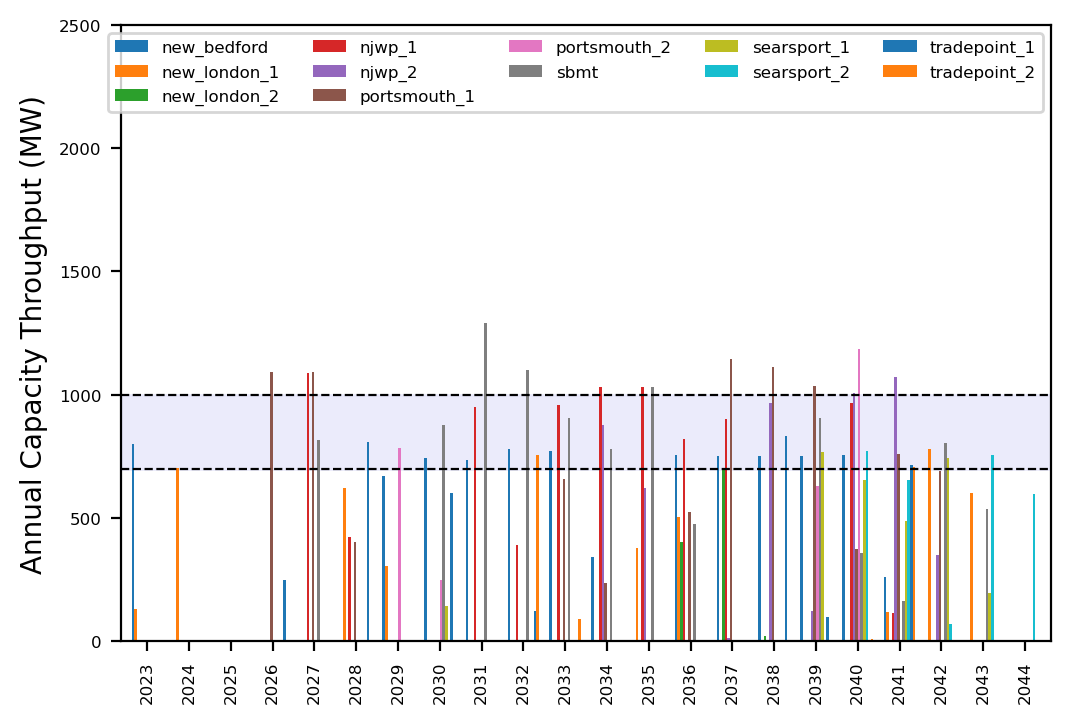 2500
2000
1500
1000
500
0
Annual Capacity Throughput (MW)
new_bedford njwp_1 portsmouth_2 searsport_1 tradepoint_1
new_london_1 njwp_2 sbmt searsport_2 tradepoint_2
new_london_2 portsmouth_1
2023 2024 2025 2026 2027 2028 2029 2030 2031 2032 2033 2034 2035 2036 2037 2038 2039 2040 2041 2042 2043 2044